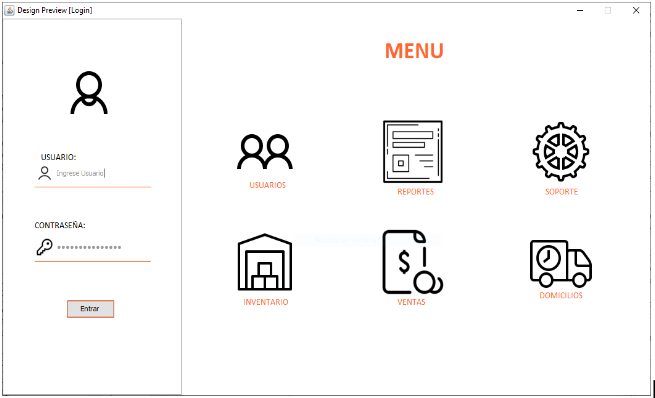 Design Preview [Login]
MENU
USUARIO:
Ingrese Usuario
CONTRASEÑA:
Entrar
USUARIOS
REPORTES
SOPORTE
$
INVENTARIO
VENTAS
DOMICILIOS